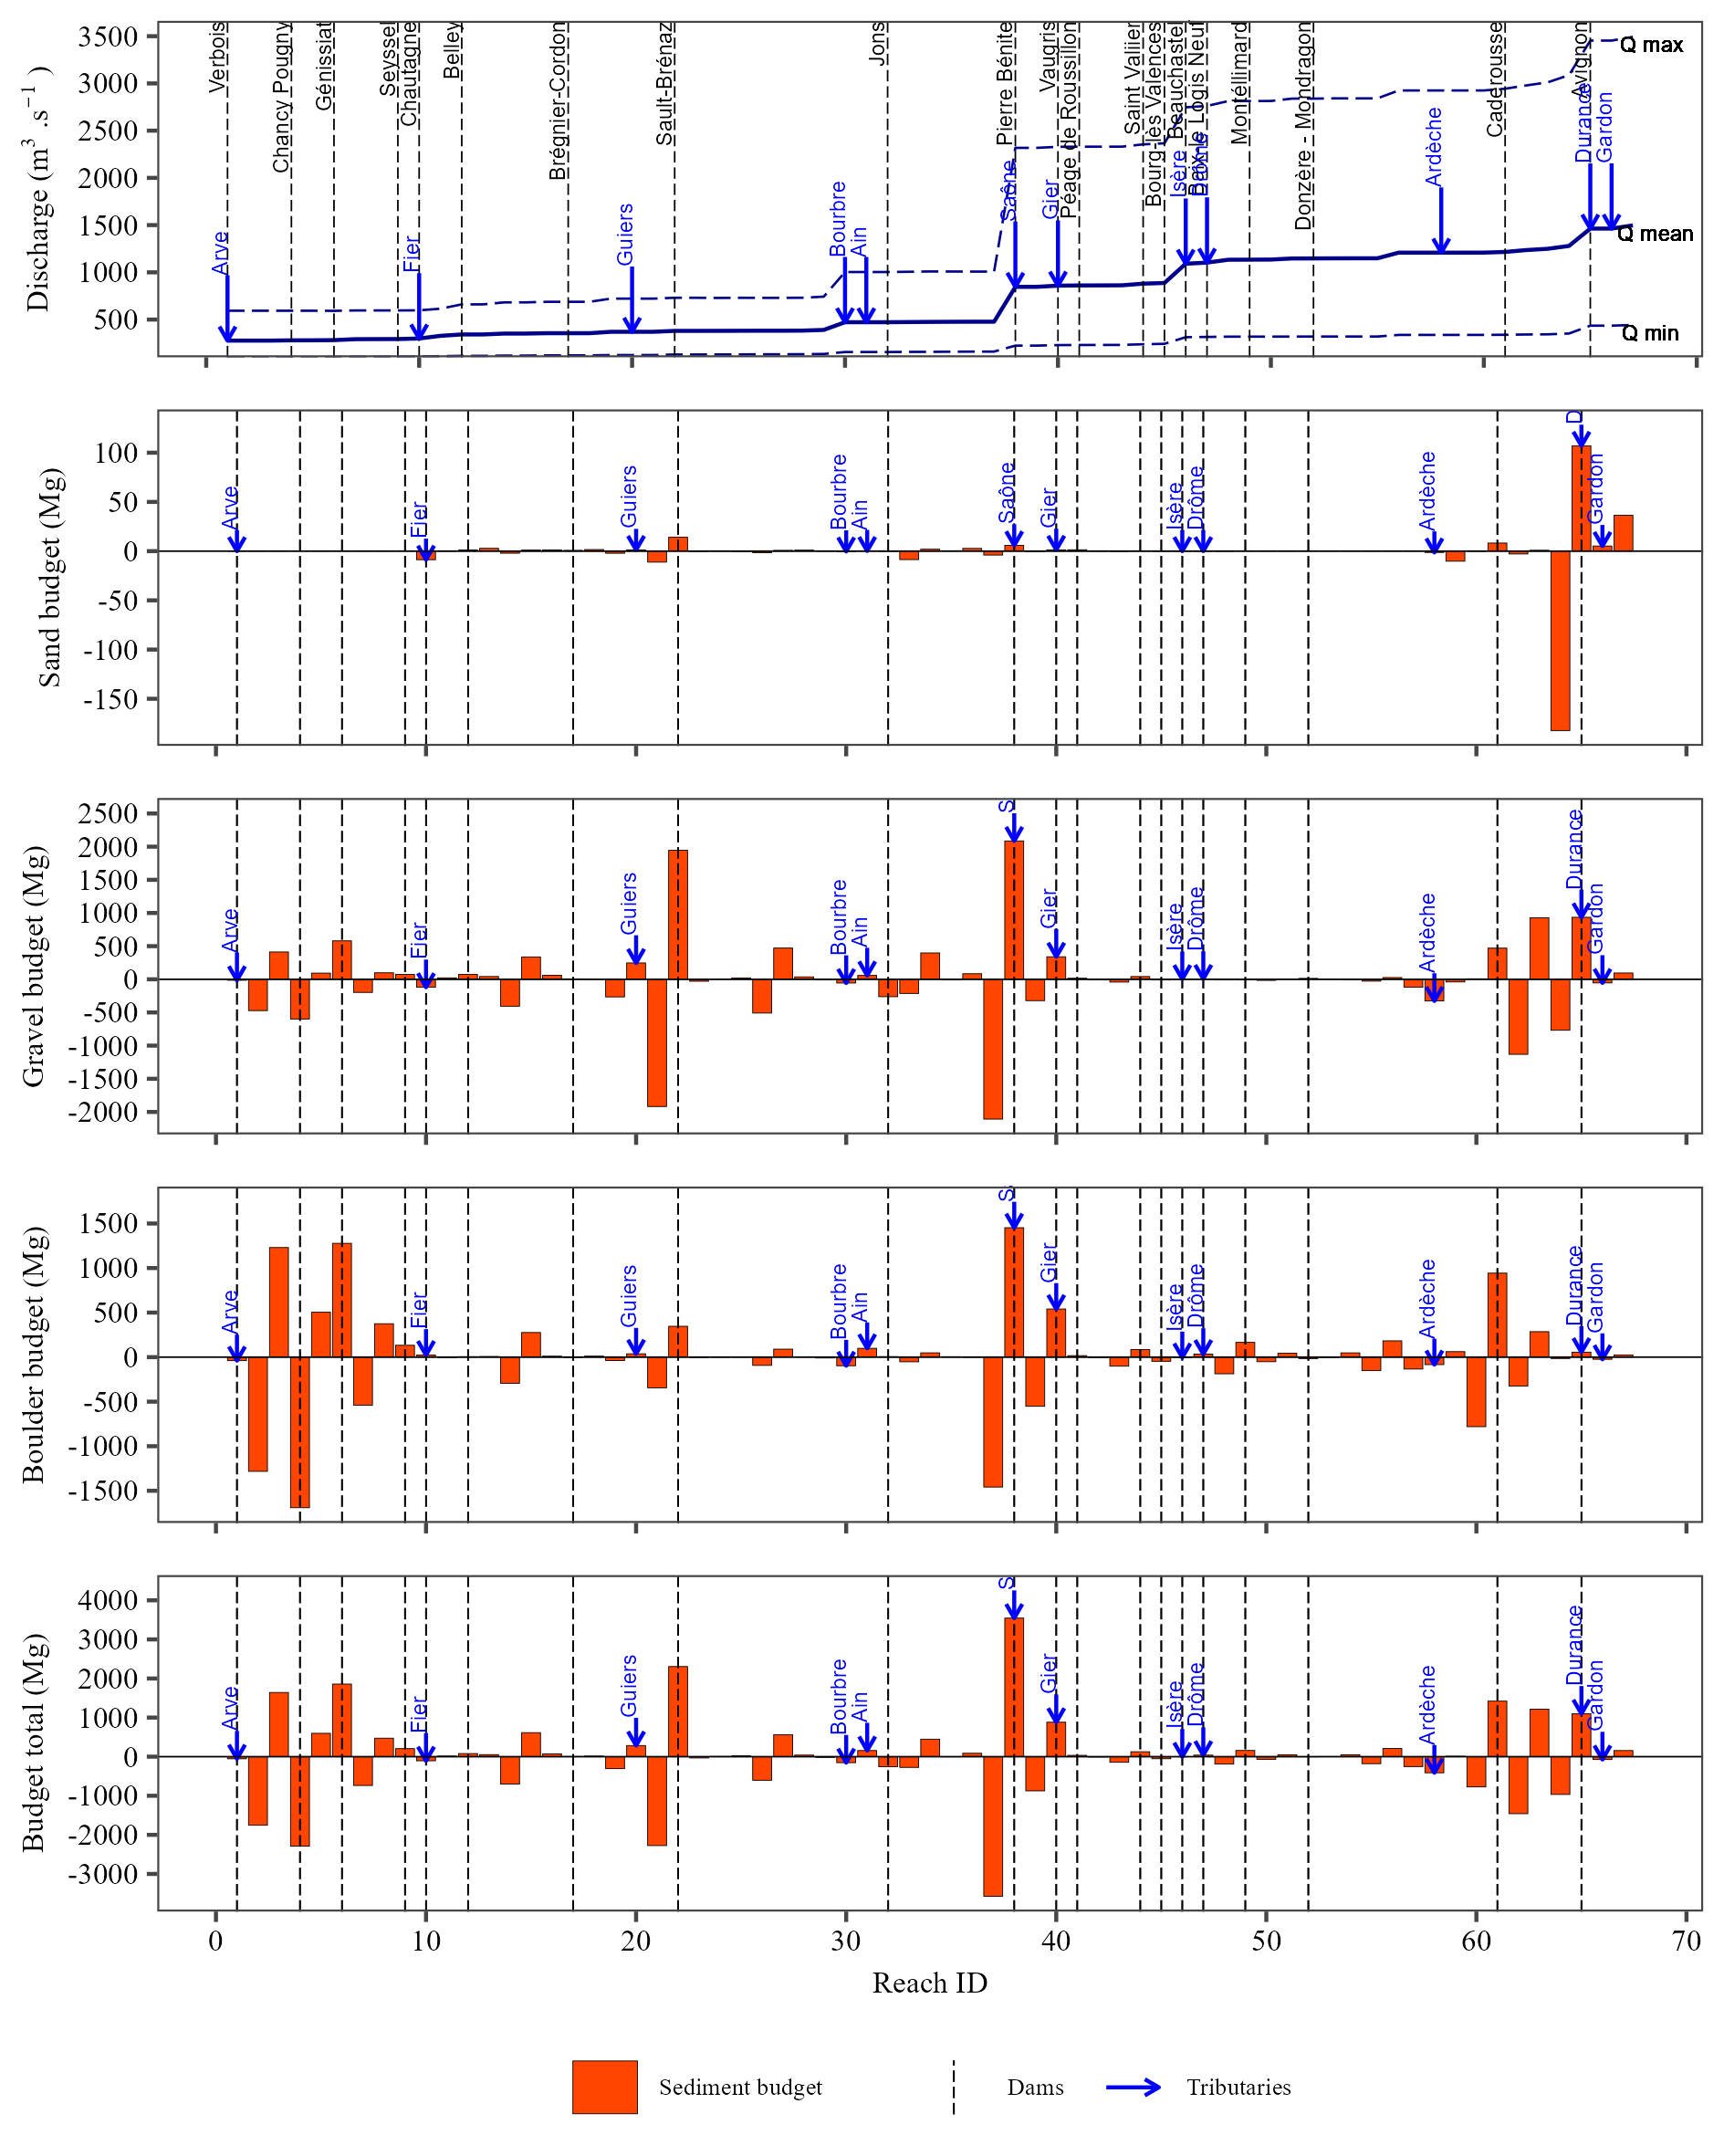 Discharge (m³ .s⁻¹ )
3500
3000
2500
2000
1500
1000
500
Verbois
Chancy Pougny
Génissiat
Seyssel
Chautagne
Belley
Brégnier-Cordon
Sault-Brénaz
Jons
Pierre Bénite
Vaugris
Péage de Roussillon
Saint Vallier
Bourg-lès Valences
Beauchastel
Baix-le Logis Neuf
Montélimard
Donzère - Mondragon
Caderousse
Avignon
Arve
Fier
Guiers
Bourbre
Ain
Saône
Gier
Isère
Drôme
Ardèche
Durance
Gardon
Q max
Q mean
Q min
Sand budget (Mg)
100
50
0
-50
-100
-150
Arve
Fier
Guiers
Bourbre
Ain
Saône
Gier
Isère
Drôme
Ardèche
D
Gardon
Gravel budget (Mg)
2500
2000
1500
1000
500
0
-500
-1000
-1500
-2000
Arve
Fier
Guiers
Bourbre
Ain
S
Gier
Isère
Drôme
Ardèche
Durance
Gardon
Boulder budget (Mg)
1500
1000
500
0
-500
-1000
-1500
Arve
Fier
Guiers
Bourbre
Ain
S
Gier
Isère
Drôme
Ardèche
Durance
Gardon
Budget total (Mg)
4000
3000
2000
1000
0
-1000
-2000
-3000
Arve
Fier
Guiers
Bourbre
Ain
S
Gier
Isère
Drôme
Ardèche
Durance
Gardon
0 10 20 30 40 50 60 70
Reach ID
Sediment budget Dams Tributaries